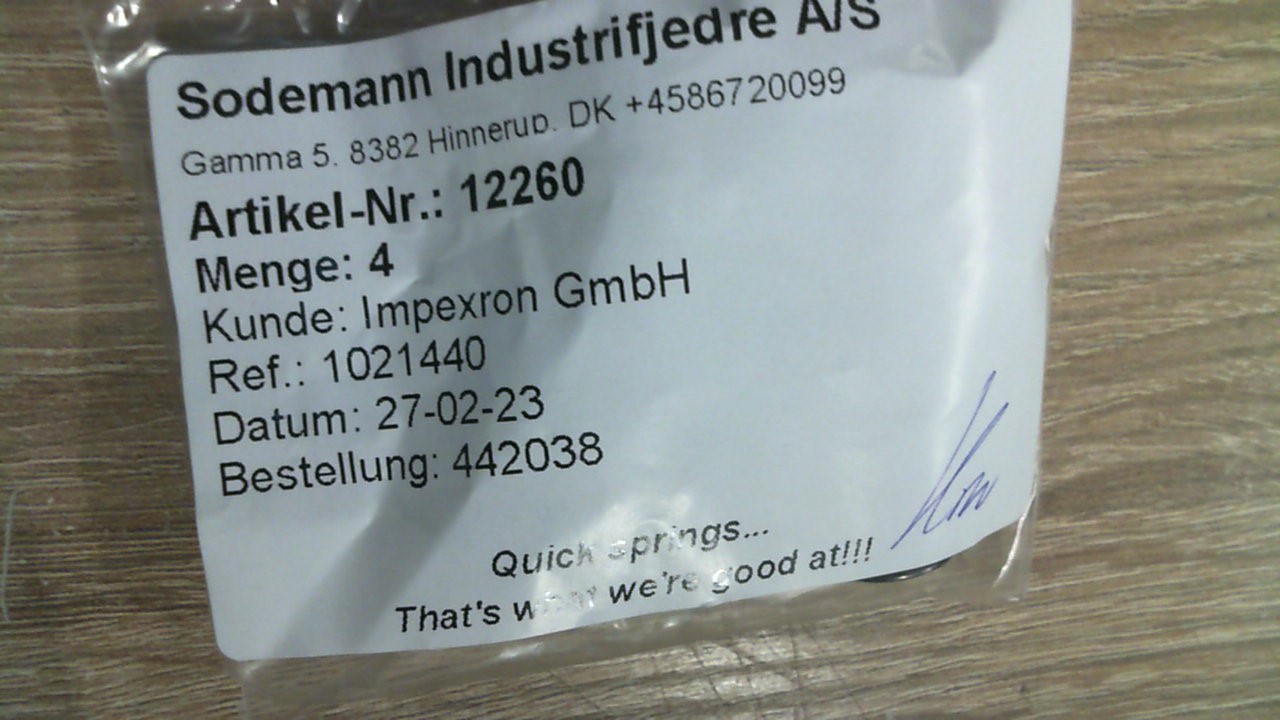 Sodemann Industrifjedre A/S
Gamma 5. 8382 Hinnerup. DK +4586720099
Artikel-Nr.: 12260
Menge: 4
Kunde: Impexron GmbH
Ref.: 1021440
Datum: 27-02-23
Bestellung: 442038
Quick springs...
That's what we're good at!!!